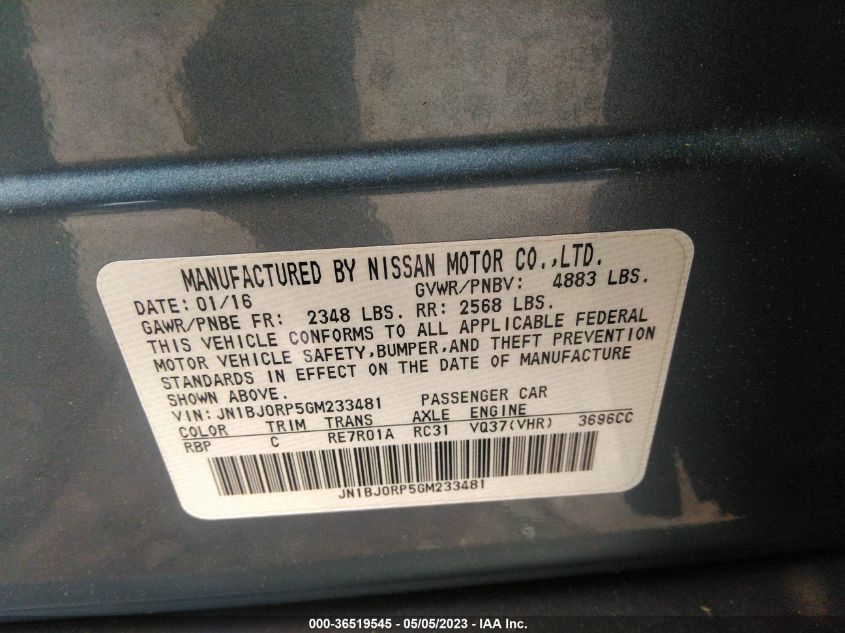 MANUFACTURED BY NISSAN MOTOR CO.,LTD.
DATE: 01/16 GVWR/PNBV: 4883 LBS.
GAWR/PNBE FR: 2348 LBS. RR: 2568 LBS.
THIS VEHICLE CONFORMS TO ALL APPLICABLE FEDERAL
MOTOR VEHICLE SAFETY,BUMPER,AND THEFT PREVENTION
STANDARDS IN EFFECT ON THE DATE OF MANUFACTURE
SHOWN ABOVE.
VIN: JN1BJ0RP5GM233481 PASSENGER CAR
COLOR TRIM TRANS AXLE ENGINE
RBP C RE7R01A RC31 VQ37(VHR) 3696CC
JN1BJ0RP5GM233481
000-36519545 - 05/05/2023 - IAA Inc.